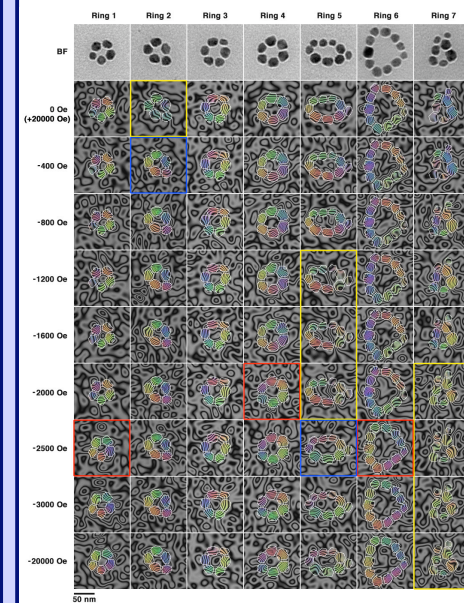 Ring 1 Ring 2 Ring 3 Ring 4 Ring 5 Ring 6 Ring 7
BF
0 Oe
(+20000 Oe)
-400 Oe
-800 Oe
-1200 Oe
-1600 Oe
-2000 Oe
-2500 Oe
-3000 Oe
-20000 Oe
50 nm